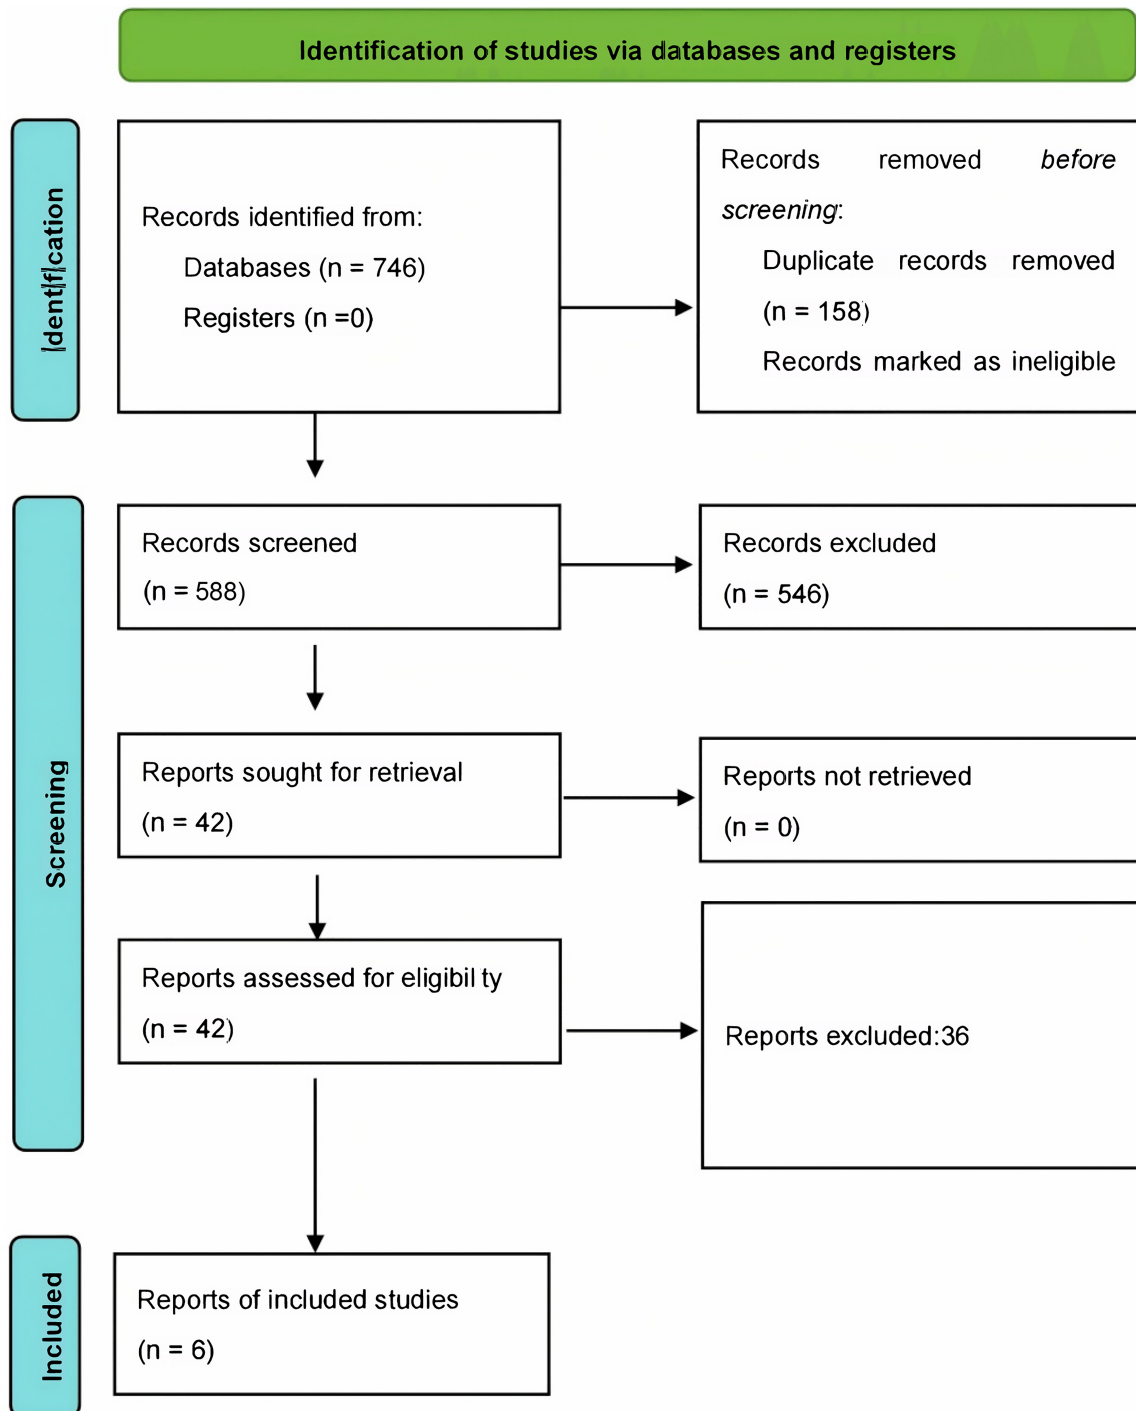 Identification of studies via databases and registers
Identification
Records identified from:
Databases (n = 746)
Registers (n =0)
Records removed before
screening:
Duplicate records removed
(n = 158)
Records marked as ineligible
Screening
Records screened
(n = 588)
Records excluded
(n = 546)
Reports sought for retrieval
(n = 42)
Reports not retrieved
(n = 0)
Reports assessed for eligibility
(n = 42)
Reports excluded:36
Included
Reports of included studies
(n = 6)